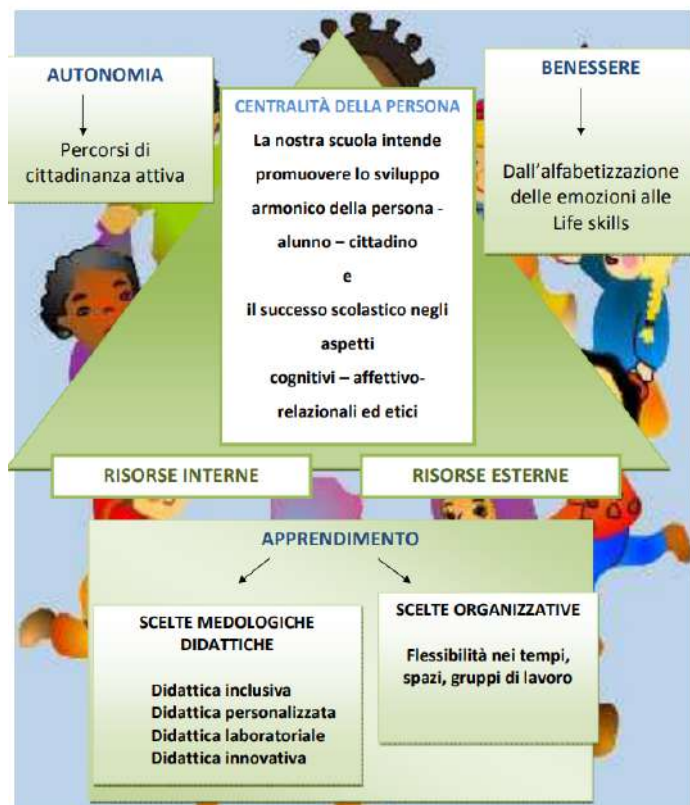 AUTONOMIA
Percorsi di
cittadinanza attiva
CENTRALITÀ DELLA PERSONA
La nostra scuola intende
promuovere lo sviluppo
armonico della persona -
alunno – cittadino
e
il successo scolastico negli
aspetti
cognitivi – affettivo-
relazionali ed etici
BENESSERE
Dall'alfabetizzazione
delle emozioni alle
Life skills
RISORSE INTERNE
RISORSE ESTERNE
APPRENDIMENTO
SCELTE MEDOLOGICHE
DIDATTICHE
Didattica inclusiva
Didattica personalizzata
Didattica laboratoriale
Didattica innovativa
SCELTE ORGANIZZATIVE
Flessibilità nei tempi,
spazi, gruppi di lavoro